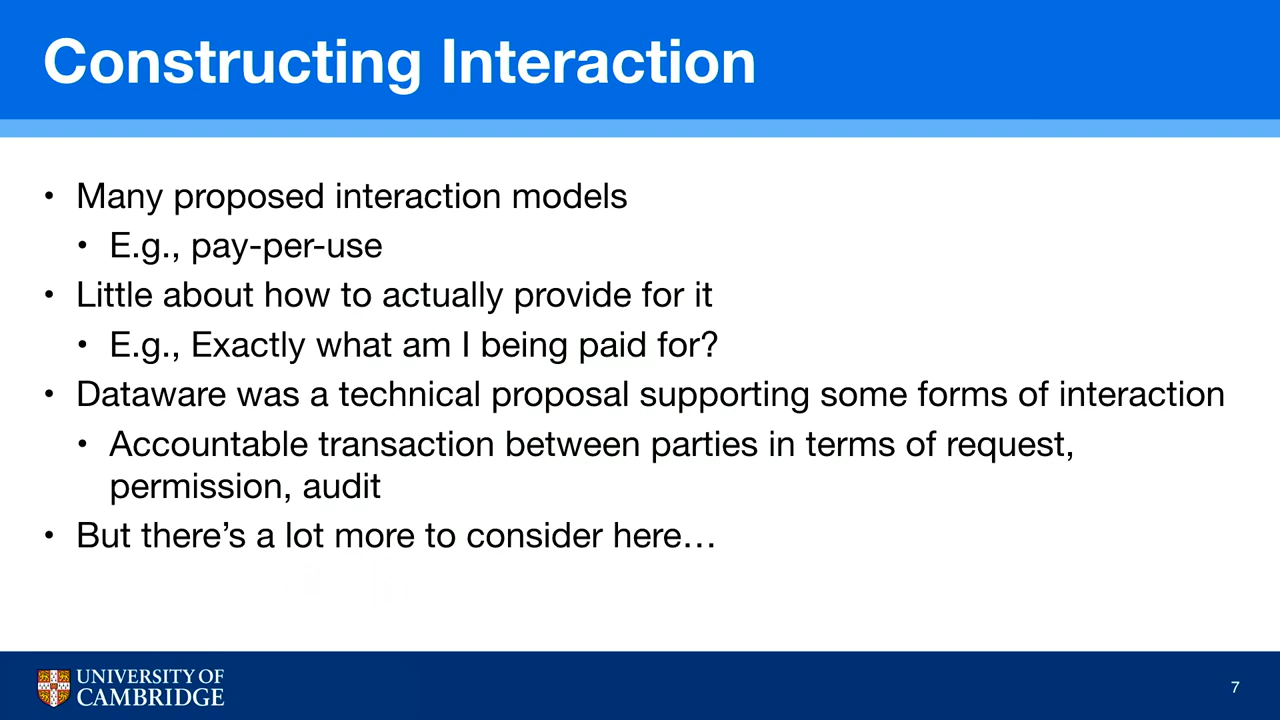 Constructing Interaction
• Many proposed interaction models
• E.g., pay-per-use
• Little about how to actually provide for it
• E.g., Exactly what am I being paid for?
• Dataware was a technical proposal supporting some forms of interaction
• Accountable transaction between parties in terms of request,
permission, audit
• But there’s a lot more to consider here…
UNIVERSITY OF
CAMBRIDGE
7